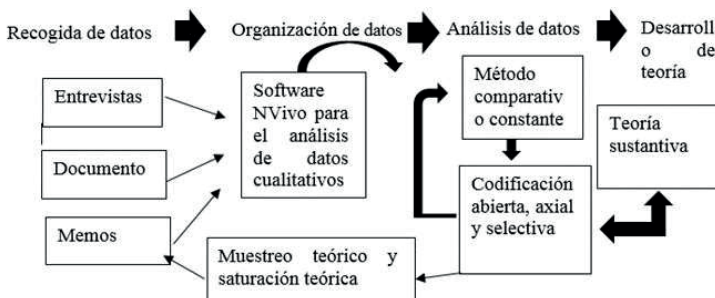 Recogida de datos
Organización de datos
Análisis de datos
Desarroll
o de
teoría
Entrevistas
Documento
Memos
Software
NVivo para
el análisis
de datos
cualitativos
Método
comparativ
o constante
Codificación
abierta, axial
y selectiva
Teoría
sustantiva
Muestreo teórico y
saturación teórica